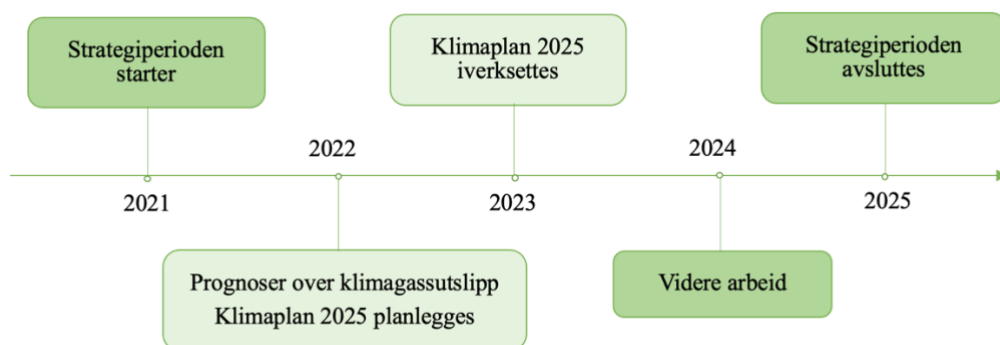 Strategiperioden
starter
Klimaplan 2025
iverksettes
Strategiperioden
avsluttes
2022
2024
2021
2023
2025
Prognoser over klimagassutslipp
Klimaplan 2025 planlegges
Videre arbeid